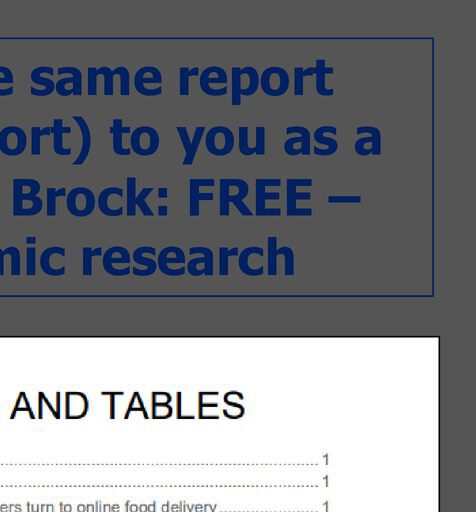 same report
ort) to you as a
Brock: FREE –
mic research
AND TABLES
1
1
ers turn to online food delivery 1